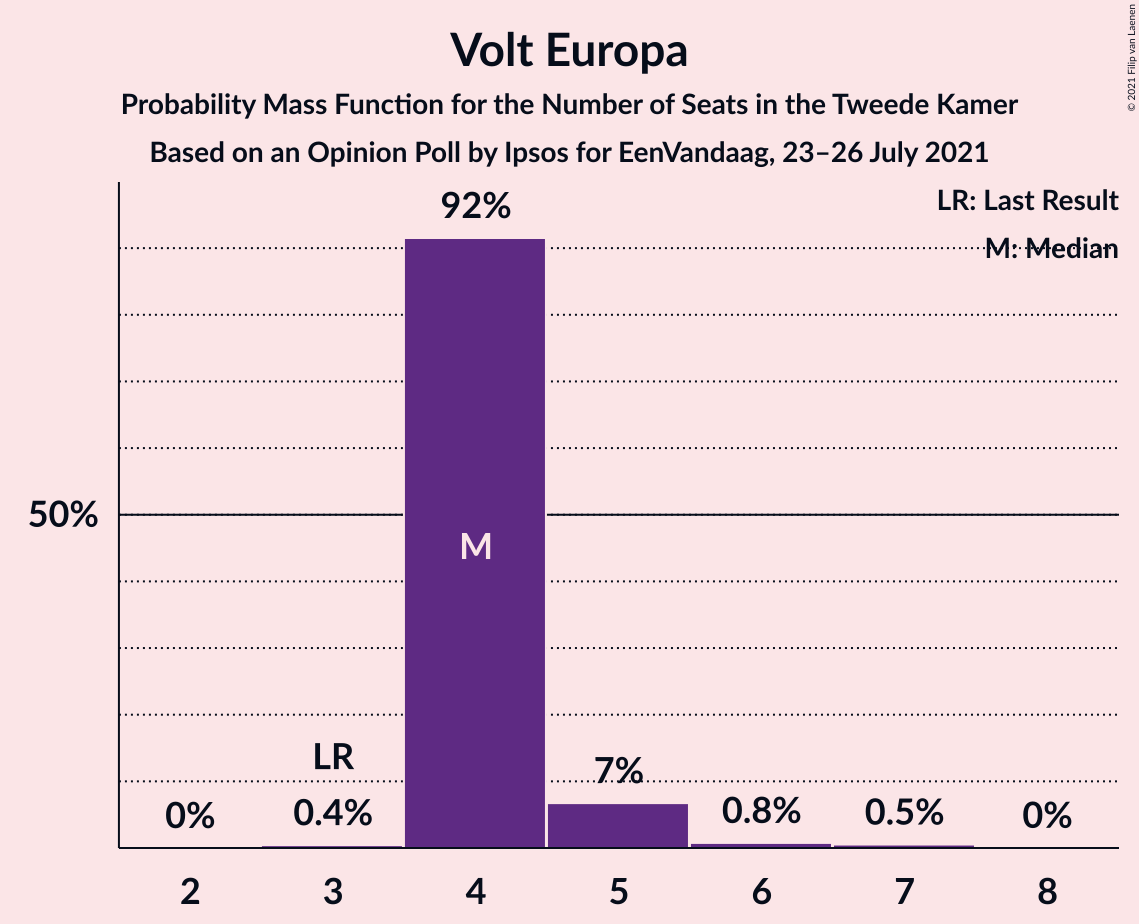 Volt Europa
Probability Mass Function for the Number of Seats in the Tweede Kamer
Based on an Opinion Poll by Ipsos for EenVandaag, 23–26 July 2021
© 2021 Filip van Laenen
LR: Last Result
M: Median
92%
50%
M
LR
7%
0% 0.4% 0.8% 0.5% 0%
2 3 4 5 6 7 8